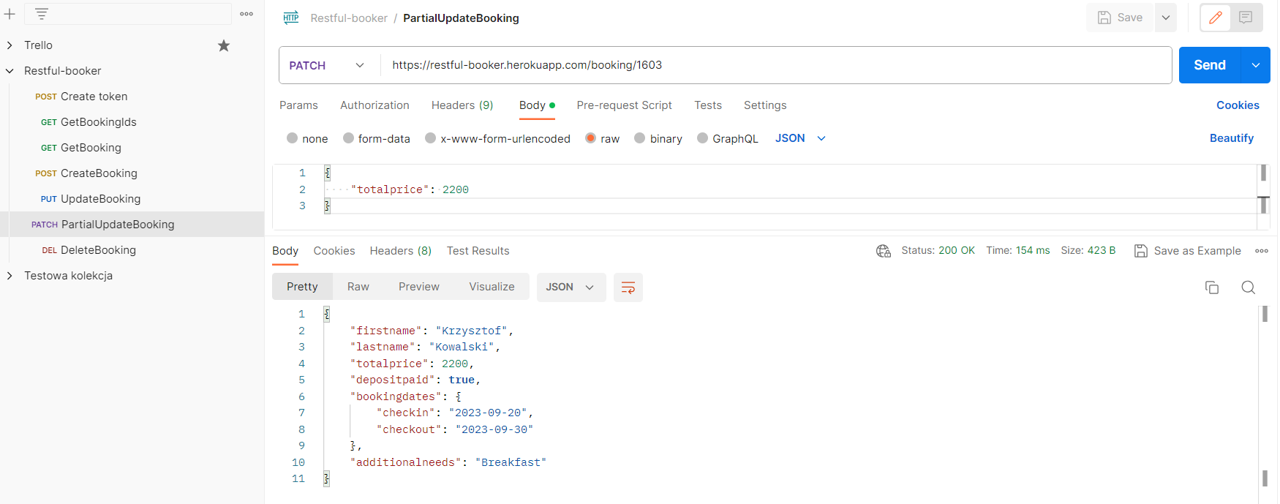 Restful-booker / PartialUpdateBooking
Save
Trello
Restful-booker
POST Create token
GET GetBookingIds
GET GetBooking
POST CreateBooking
PUT UpdateBooking
PATCH PartialUpdateBooking
DEL DeleteBooking
Testowa kolekcja
HTTP
PATCH https://restful-booker.herokuapp.com/booking/1603
Send
Params Authorization Headers (9) Body Pre-request Script Tests Settings Cookies
none form-data x-www-form-urlencoded raw binary GraphQL JSON Beautify
1 {
2 "totalprice": 2200
3 }
Body Cookies Headers (8) Test Results Status: 200 OK Time: 154 ms Size: 423 B Save as Example
Pretty Raw Preview Visualize JSON
1 {
2 "firstname": "Krzysztof",
3 "lastname": "Kowalski",
4 "totalprice": 2200,
5 "depositpaid": true,
6 "bookingdates": {
7 "checkin": "2023-09-20",
8 "checkout": "2023-09-30"
9 },
10 "additionalneeds": "Breakfast"
11 }